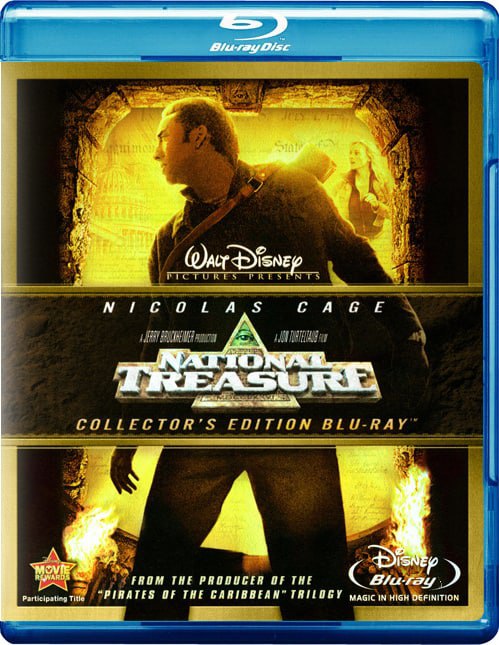 Blu-ray Disc
WALT DISNEY
PICTURES PRESENTS
NICOLAS CAGE
A JERRY BRUCKHEIMER PRODUCTION A JON TURTELTAUB FILM
NATIONAL
TREASURE
COLLECTOR'S EDITION BLU-RAY™
MOVIE
REWARDS
Participating Title
FROM THE PRODUCER OF THE
"PIRATES OF THE CARIBBEAN" TRILOGY
DISNEY
Blu-ray
MAGIC IN HIGH DEFINITION